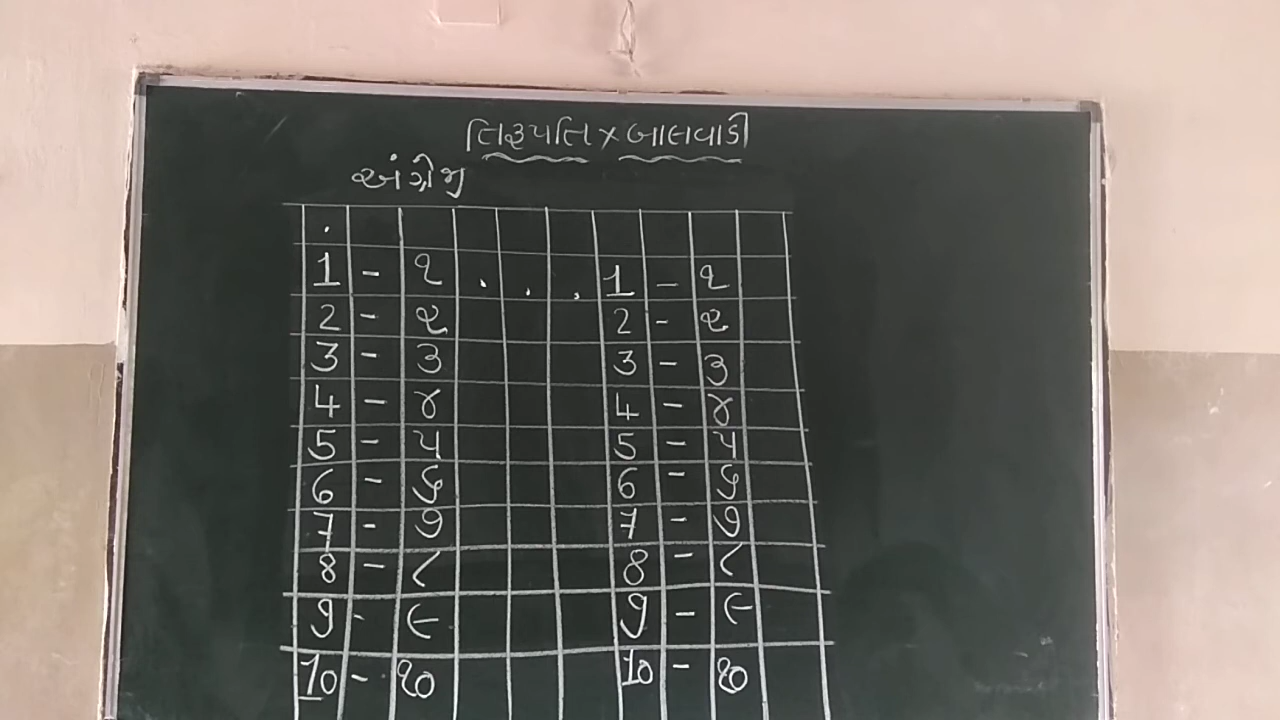 તિરૂપતિ × બાલવાડી
અંગ્રેજી
.
1 - ૧ . . . 1 - ૧
2 - ૨ 2 - ૨
3 - ૩ 3 - ૩
4 - ૪ 4 - ૪
5 - ૫ 5 - ૫
6 - ૬ 6 - ૬
7 - ૭ 7 - ૭
8 - ૮ 8 - ૮
9 - ૯ 9 - ૯
10 - ૧૦ 10 - ૧૦